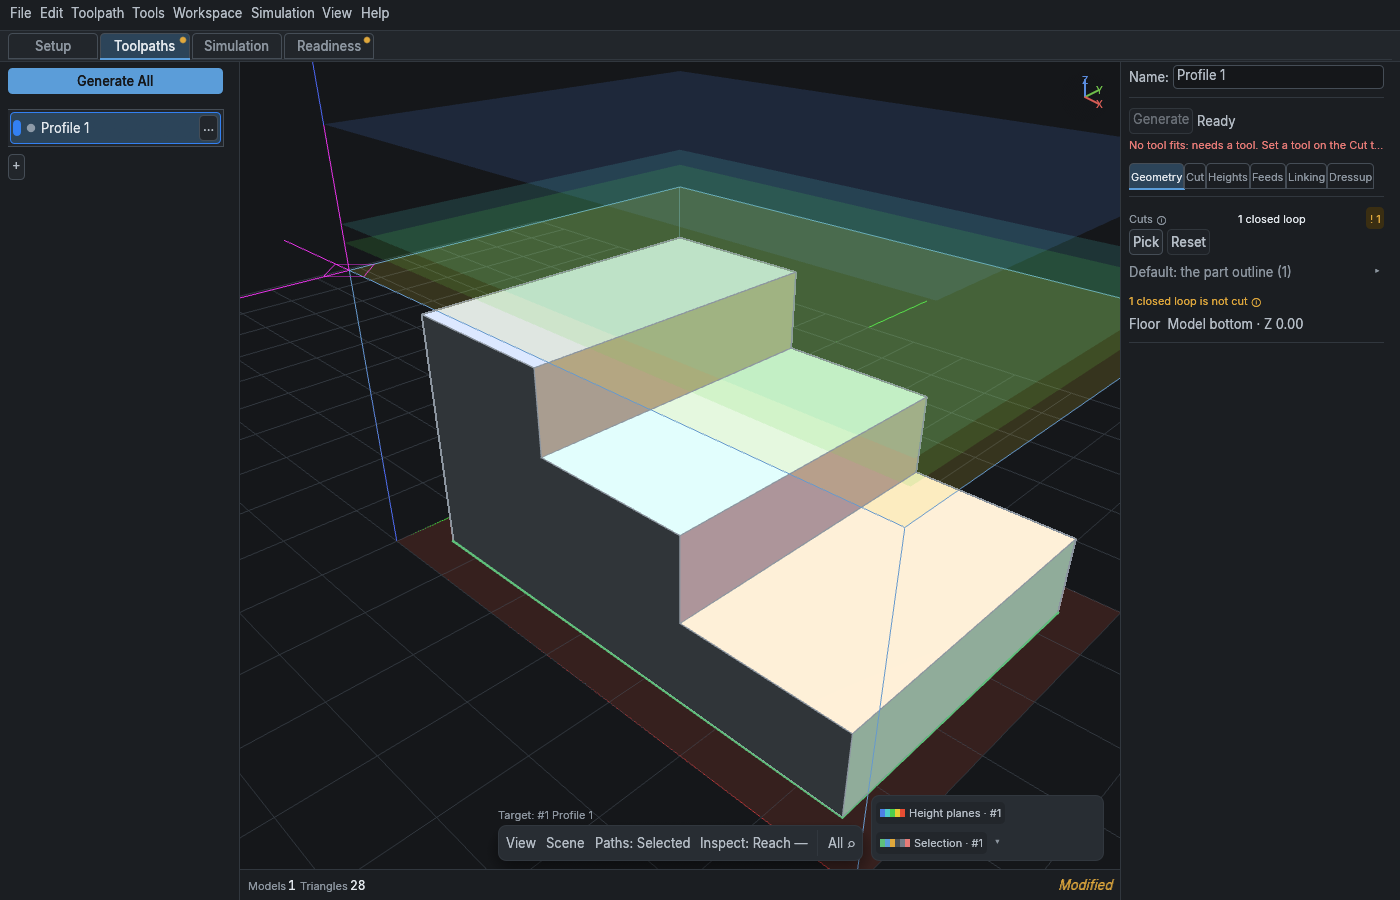 File Edit Toolpath Tools Workspace Simulation View Help
Setup Toolpaths Simulation Readiness
Generate All
Profile 1 ...
+
Z
Y
X
Name: Profile 1
Generate Ready
No tool fits: needs a tool. Set a tool on the Cut t...
Geometry Cut Heights Feeds Linking Dressup
Cuts 1 closed loop ! 1
Pick Reset
Default: the part outline (1)
1 closed loop is not cut
Floor Model bottom · Z 0.00
Target: #1 Profile 1
View Scene Paths: Selected Inspect: Reach — All
Height planes · #1
Selection · #1
Models 1 Triangles 28
Modified